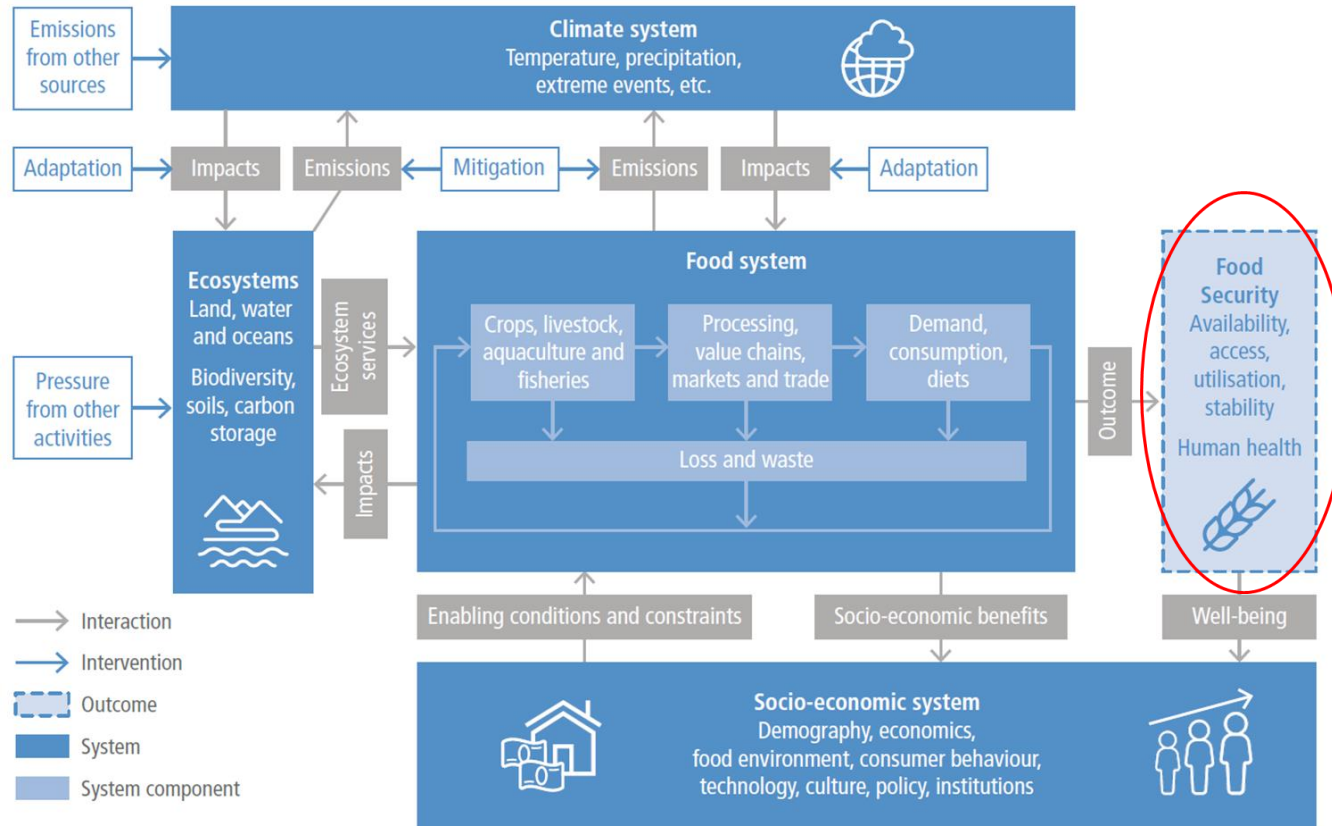 Emissions
from other
sources
Climate system
Temperature, precipitation,
extreme events, etc.
Adaptation
Impacts
Emissions
Mitigation
Emissions
Impacts
Adaptation
Pressure
from other
activities
Ecosystems
Land, water
and oceans
Biodiversity,
soils, carbon
storage
Ecosystem
services
Impacts
Food system
Crops, livestock,
aquaculture and
fisheries
Processing,
value chains,
markets and trade
Demand,
consumption,
diets
Loss and waste
Outcome
Food
Security
Availability,
access,
utilisation,
stability
Human health
Enabling conditions and constraints
Socio-economic benefits
Well-being
Interaction
Intervention
Outcome
System
System component
Socio-economic system
Demography, economics,
food environment, consumer behaviour,
technology, culture, policy, institutions